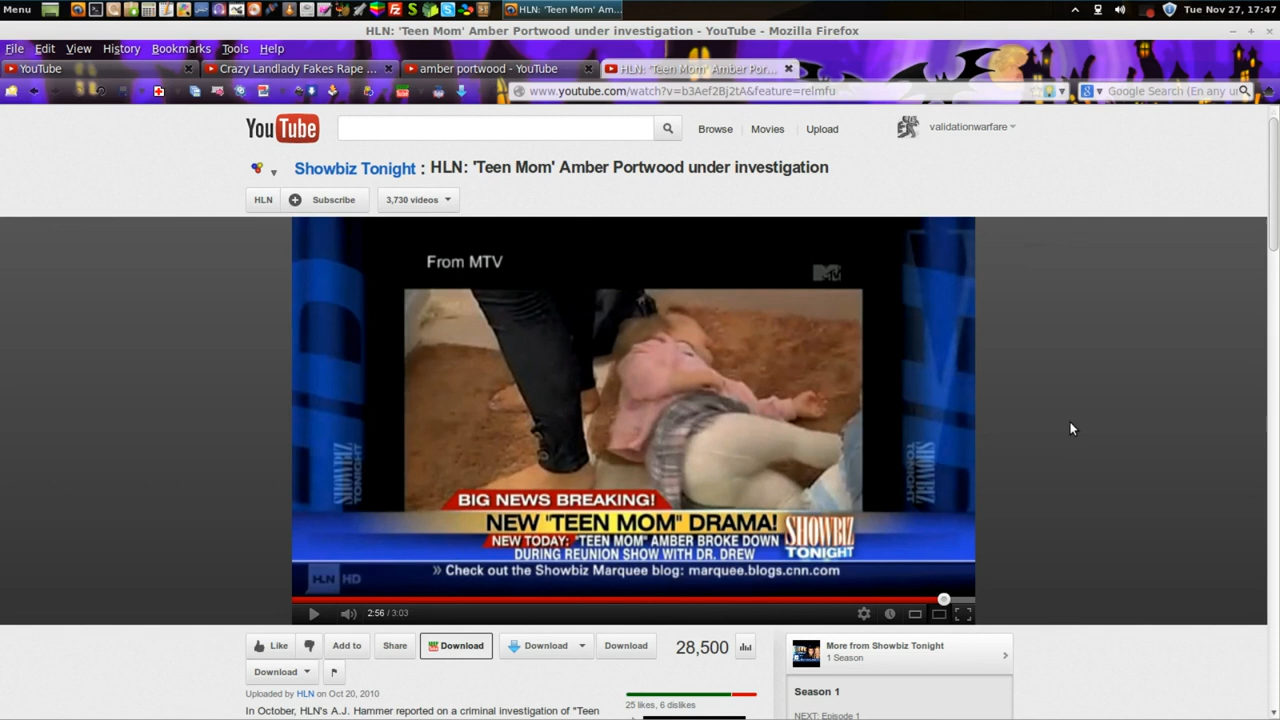 Menu
HLN: 'Teen Mom' Am...
Tue Nov 27, 17:47
HLN: 'Teen Mom' Amber Portwood under investigation - YouTube - Mozilla Firefox
File Edit View History Bookmarks Tools Help
YouTube
Crazy Landlady Fakes Rape ...
amber portwood - YouTube
HLN: 'Teen Mom' Amber Por...
www.youtube.com/watch?v=b3Aef2Bj2tA&feature=relmfu
Google Search (En any ur
YouTube
Browse Movies Upload
validationwarfare
Showbiz Tonight : HLN: 'Teen Mom' Amber Portwood under investigation
HLN Subscribe 3,730 videos
From MTV
SHOWBIZ TONIGHT
SHOWBIZ TONIGHT
BIG NEWS BREAKING!
NEW "TEEN MOM" DRAMA!
NEW TODAY: "TEEN MOM" AMBER BROKE DOWN
DURING REUNION SHOW WITH DR. DREW
SHOWBIZ
TONIGHT
HLN HD
» Check out the Showbiz Marquee blog: marquee.blogs.cnn.com
2:56 / 3:03
Like Add to Share Download Download Download 28,500
Download
Uploaded by HLN on Oct 20, 2010
25 likes, 6 dislikes
In October, HLN's A.J. Hammer reported on a criminal investigation of "Teen
More from Showbiz Tonight
1 Season
Season 1
NEXT: Episode 1